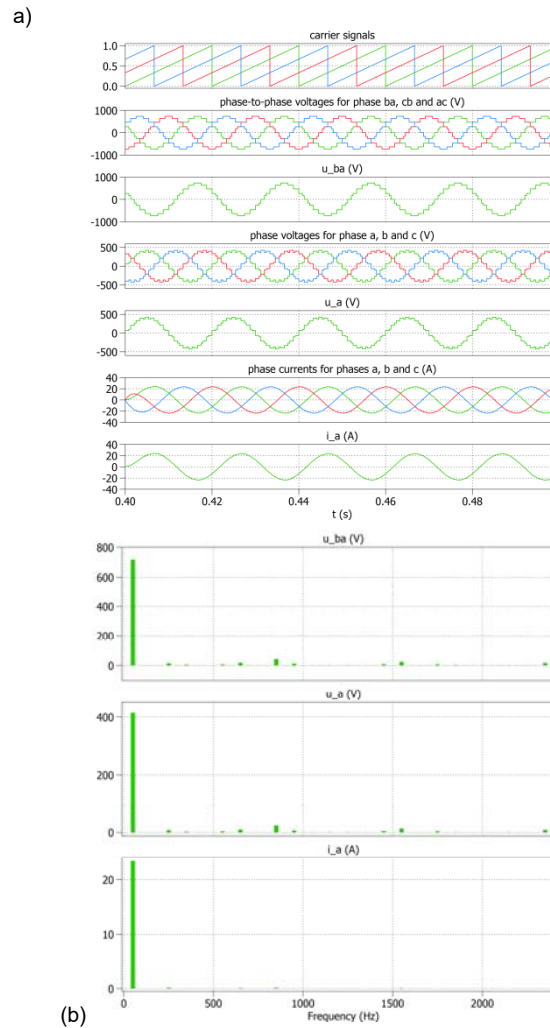 a)
carrier signals
1.0
0.5
0.0
phase-to-phase voltages for phase ba, cb and ac (V)
1000
0
-1000
u_ba (V)
1000
0
-1000
phase voltages for phase a, b and c (V)
500
0
-500
u_a (V)
500
0
-500
phase currents for phases a, b and c (A)
40
20
0
-20
-40
i_a (A)
40
20
0
-20
-40
0.40 0.42 0.44 0.46 0.48
t (s)
u_ba (V)
800
600
400
200
0
u_a (V)
400
200
0
i_a (A)
20
10
0
0 500 1000 1500 2000
Frequency (Hz)
(b)